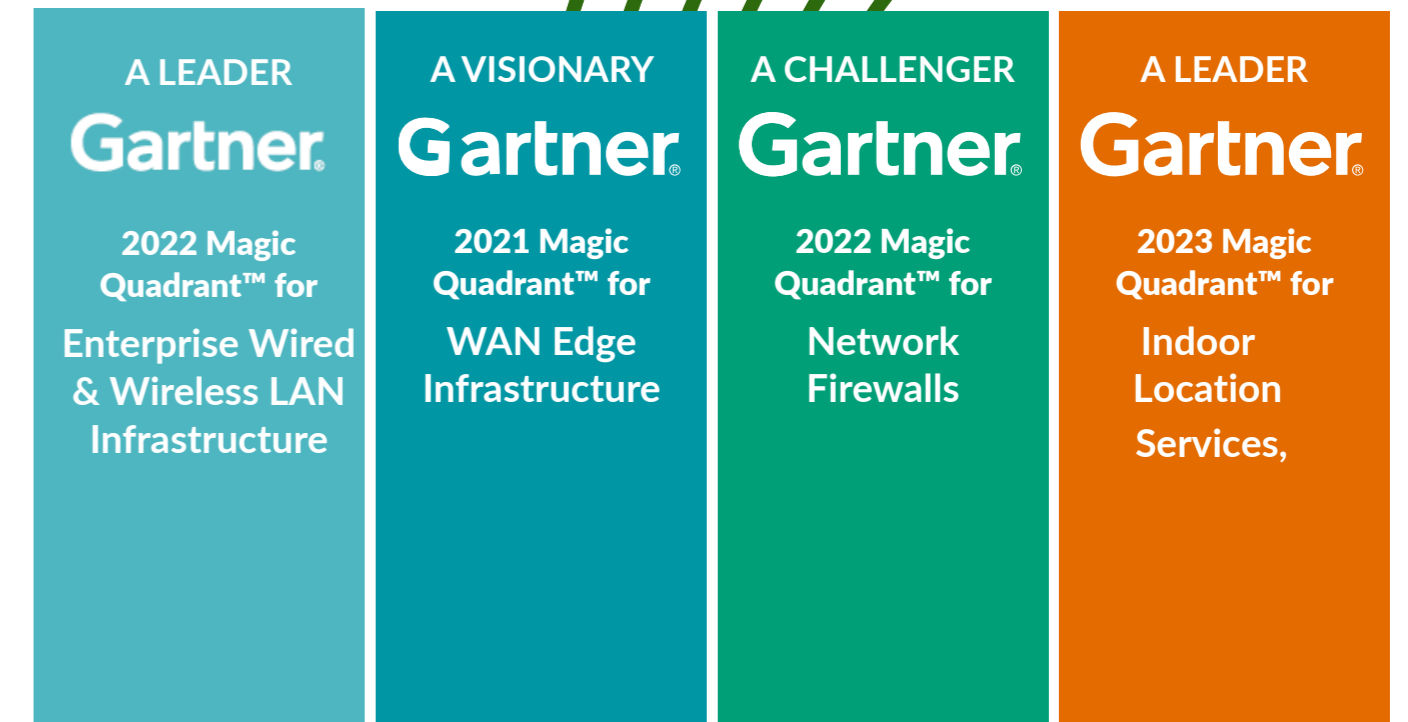 A LEADER
Gartner®
2022 Magic
Quadrant™ for
Enterprise Wired
& Wireless LAN
Infrastructure
A VISIONARY
Gartner®
2021 Magic
Quadrant™ for
WAN Edge
Infrastructure
A CHALLENGER
Gartner®
2022 Magic
Quadrant™ for
Network
Firewalls
A LEADER
Gartner®
2023 Magic
Quadrant™ for
Indoor
Location
Services,